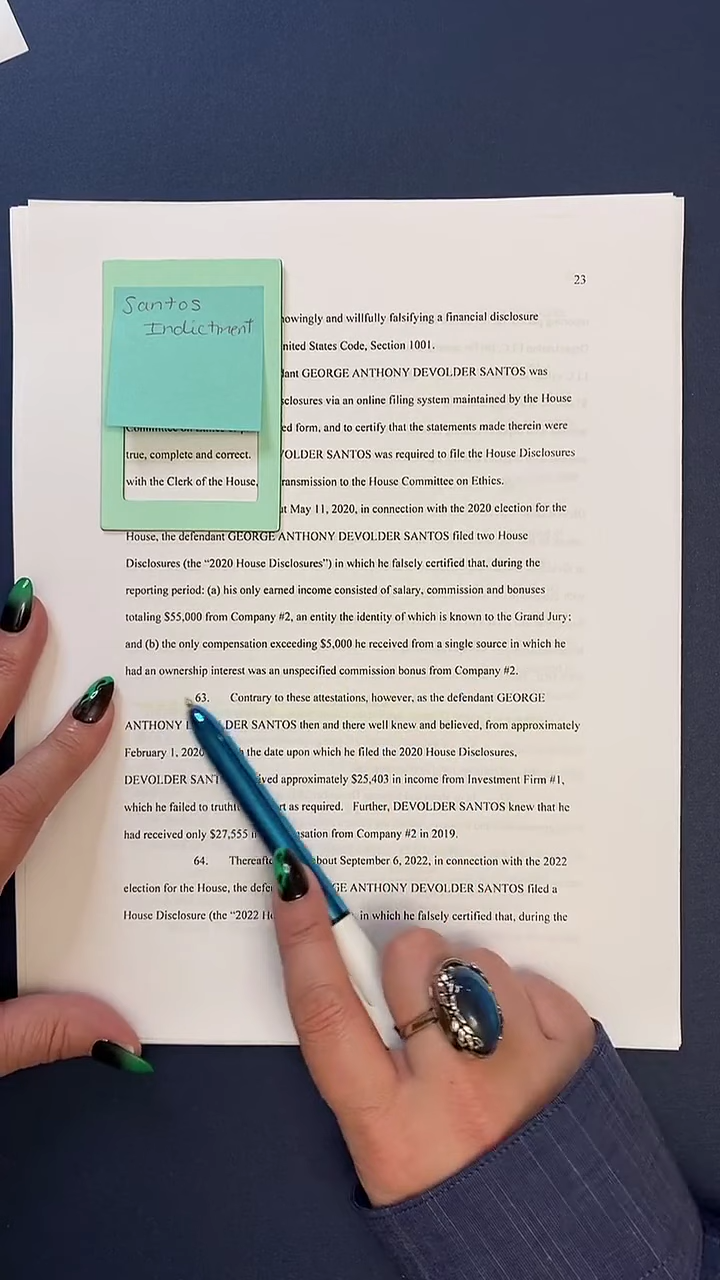 23
Santos
Indictment
owingly and willfully falsifying a financial disclosure
nited States Code, Section 1001.
dant GEORGE ANTHONY DEVOLDER SANTOS was
sclosures via an online filing system maintained by the House
ed form, and to certify that the statements made therein were
true, complete and correct. VOLDER SANTOS was required to file the House Disclosures
with the Clerk of the House, ransmission to the House Committee on Ethics.
ut May 11, 2020, in connection with the 2020 election for the
House, the defendant GEORGE ANTHONY DEVOLDER SANTOS filed two House
Disclosures (the “2020 House Disclosures”) in which he falsely certified that, during the
reporting period: (a) his only earned income consisted of salary, commission and bonuses
totaling $55,000 from Company #2, an entity the identity of which is known to the Grand Jury;
and (b) the only compensation exceeding $5,000 he received from a single source in which he
had an ownership interest was an unspecified commission bonus from Company #2.
63. Contrary to these attestations, however, as the defendant GEORGE
ANTHONY DER SANTOS then and there well knew and believed, from approximately
February 1, 2020 the date upon which he filed the 2020 House Disclosures,
DEVOLDER SANT ived approximately $25,403 in income from Investment Firm #1,
which he failed to truthf rt as required. Further, DEVOLDER SANTOS knew that he
had received only $27,555 in sation from Company #2 in 2019.
64. Thereafte bout September 6, 2022, in connection with the 2022
election for the House, the defe GE ANTHONY DEVOLDER SANTOS filed a
House Disclosure (the “2022 Ho ), in which he falsely certified that, during the